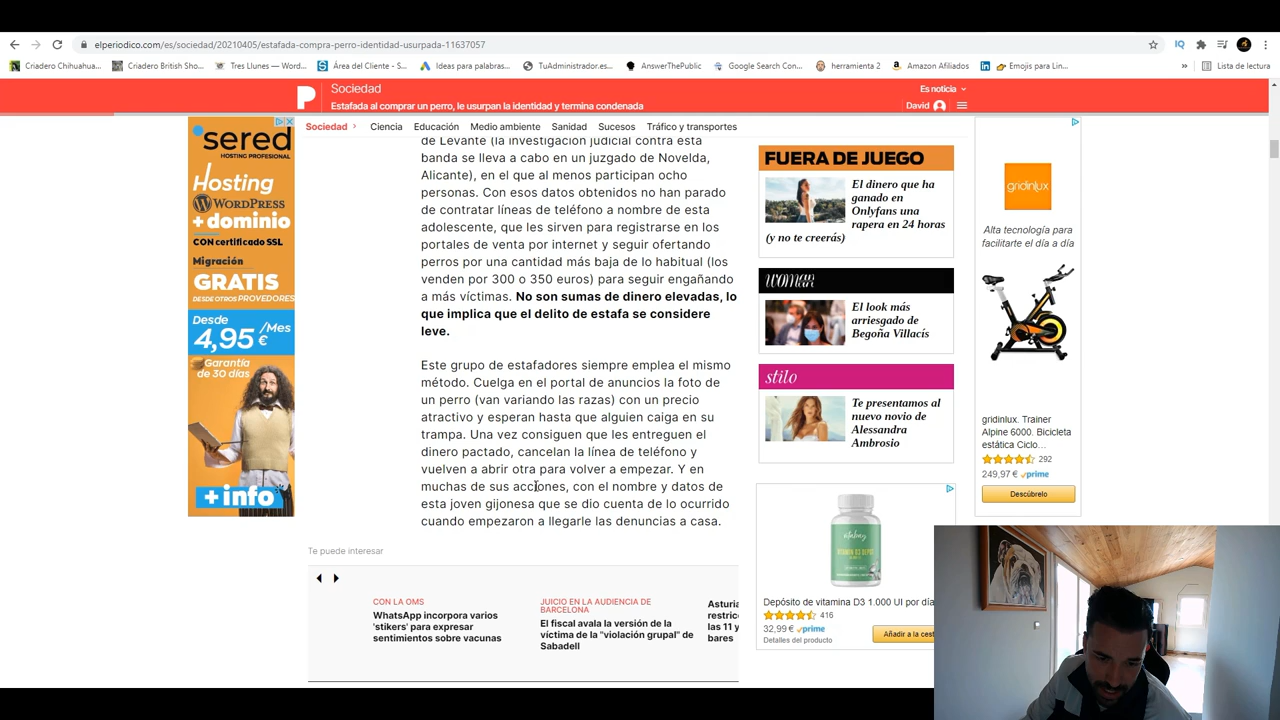 elperiodico.com/es/sociedad/20210405/estafada-compra-perro-identidad-usurpada-11637057
Criadero Chihuahua...
Criadero British Sho...
Tres Llunes — Word...
Área del Cliente - S...
Ideas para palabras...
TuAdministrador.es...
AnswerThePublic
Google Search Con...
herramienta 2
Amazon Afiliados
Emojis para Lin...
»
Lista de lectura
Sociedad
Estafada al comprar un perro, le usurpan la identidad y termina condenada
Es noticia
David
Sociedad
Ciencia
Educación
Medio ambiente
Sanidad
Sucesos
Tráfico y transportes
sered
HOSTING PROFESIONAL
Hosting
WORDPRESS
+ dominio
CON certificado SSL
Migración
GRATIS
DESDE OTROS PROVEEDORES
Desde
4,95 €/Mes
Garantía
de 30 días
+ info
de Levante (la investigación judicial contra esta
banda se lleva a cabo en un juzgado de Novelda,
Alicante), en el que al menos participan ocho
personas. Con esos datos obtenidos no han parado
de contratar líneas de teléfono a nombre de esta
adolescente, que les sirven para registrarse en los
portales de venta por internet y seguir ofertando
perros por una cantidad más baja de lo habitual (los
venden por 300 o 350 euros) para seguir engañando
a más víctimas. No son sumas de dinero elevadas, lo
que implica que el delito de estafa se considere
leve.
Este grupo de estafadores siempre emplea el mismo
método. Cuelga en el portal de anuncios la foto de
un perro (van variando las razas) con un precio
atractivo y esperan hasta que alguien caiga en su
trampa. Una vez consiguen que les entreguen el
dinero pactado, cancelan la línea de teléfono y
vuelven a abrir otra para volver a empezar. Y en
muchas de sus acciones, con el nombre y datos de
esta joven gijonesa que se dio cuenta de lo ocurrido
cuando empezaron a llegarle las denuncias a casa.
Te puede interesar
CON LA OMS
WhatsApp incorpora varios
'stikers' para expresar
sentimientos sobre vacunas
JUICIO EN LA AUDIENCIA DE
BARCELONA
El fiscal avala la versión de la
víctima de la "violación grupal" de
Sabadell
Asturia
restric
las 11 y
bares
FUERA DE JUEGO
El dinero que ha
ganado en
Onlyfans una
rapera en 24 horas
(y no te creerás)
woman
El look más
arriesgado de
Begoña Villacís
stilo
Te presentamos al
nuevo novio de
Alessandra
Ambrosio
Depósito de vitamina D3 1.000 UI por día
416
32,99 € prime
Detalles del producto
Añadir a la cest
gridinlux
Alta tecnología para
facilitarte el día a día
gridinlux. Trainer
Alpine 6000. Bicicleta
estática Ciclo...
292
249,97 € prime
Descúbrelo